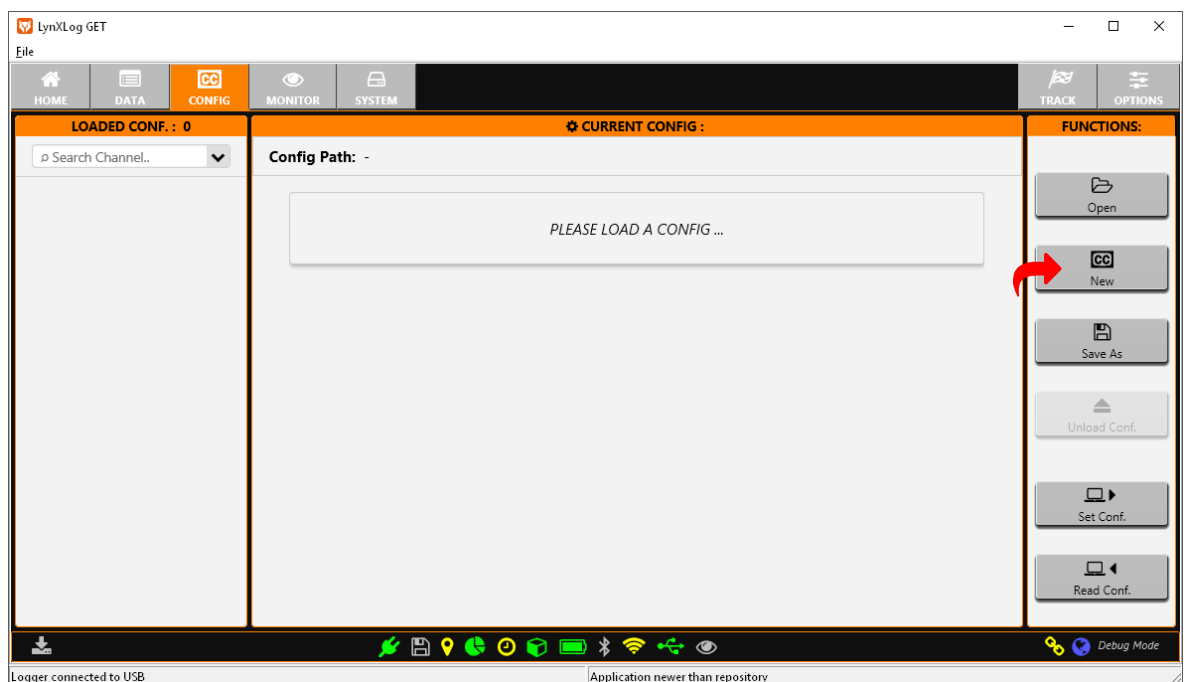 LynXLog GET
File
HOME DATA CONFIG MONITOR SYSTEM TRACK OPTIONS
LOADED CONF. : 0
Search Channel..
CURRENT CONFIG :
Config Path: -
PLEASE LOAD A CONFIG ...
FUNCTIONS:
Open
CC
New
Save As
Unload Conf.
Set Conf.
Read Conf.
Debug Mode
Logger connected to USB
Application newer than repository